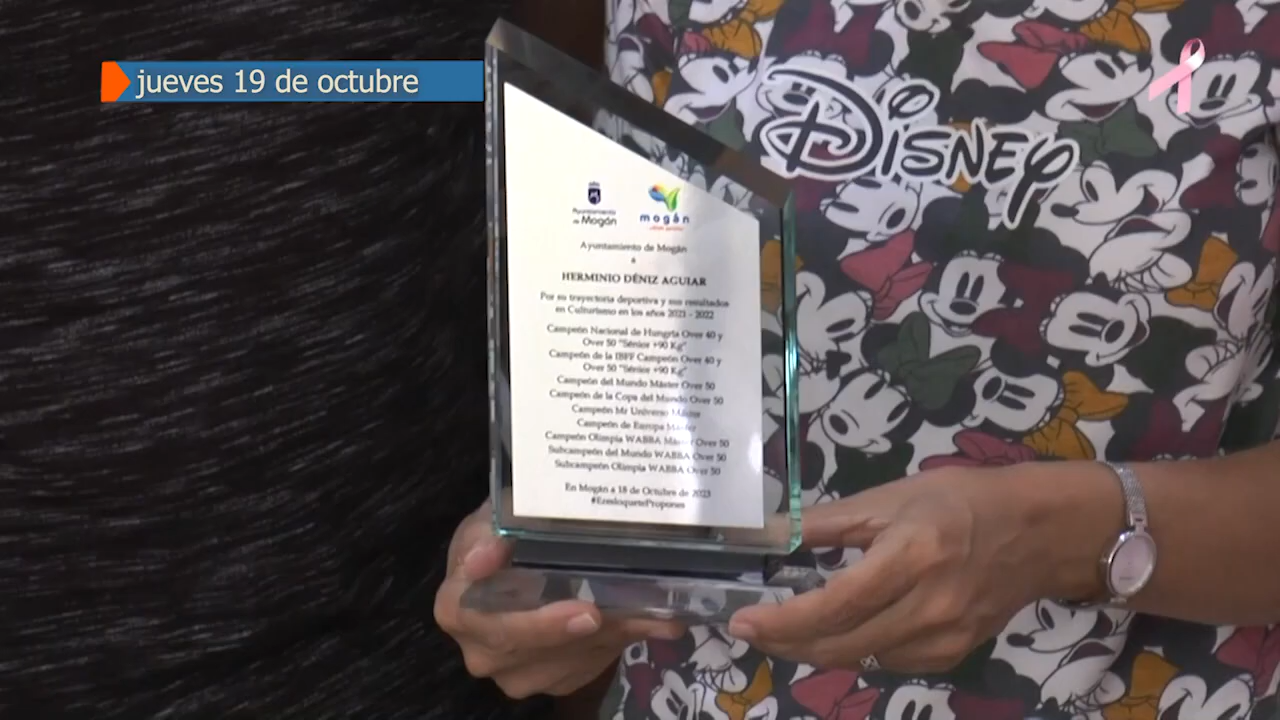 jueves 19 de octubre
DISNEY
Ayuntamiento
de Mogán
mogán
Ayuntamiento de Mogán
a
HERMINIO DÉNIZ AGUIAR
Por su trayectoria deportiva y sus resultados
en Culturismo en los años 2021 - 2022
Campeón Nacional de Hungría Over 40 y
Over 50 "Sénior +90 Kg"
Campeón de la IBFF Campeón Over 40 y
Over 50 "Sénior +90 Kg"
Campeón del Mundo Máster Over 50
Campeón de la Copa del Mundo Over 50
Campeón Mr Universo Máster
Campeón de Europa Máster
Campeón Olimpia WABBA Máster Over 50
Subcampeón del Mundo WABBA Over 50
Subcampeón Olimpia WABBA Over 50
En Mogán a 18 de Octubre de 2023
#EresloquetePropones